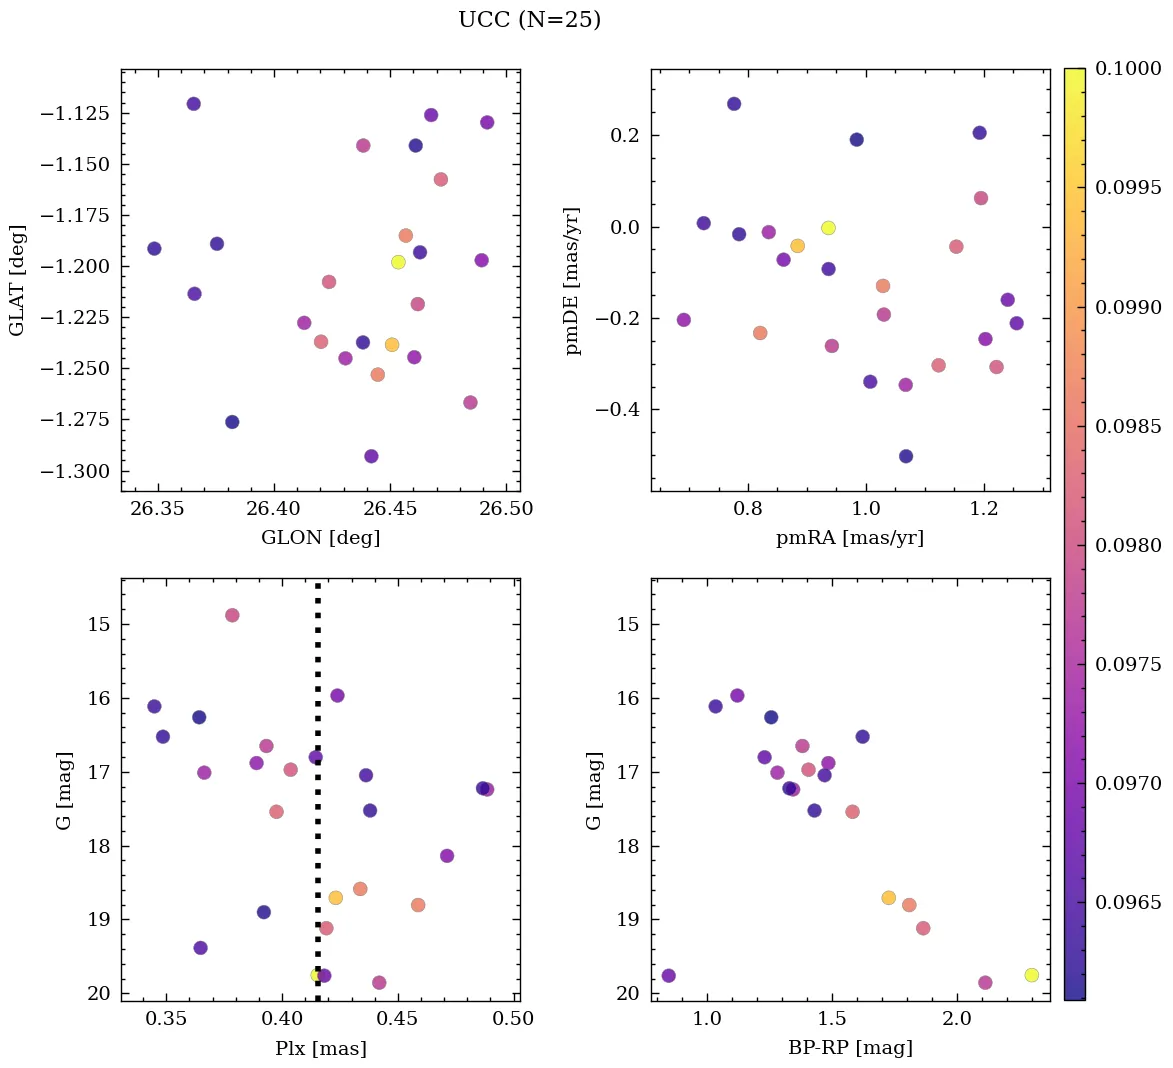 UCC (N=25)
−1.125
−1.150
−1.175
−1.200
−1.225
−1.250
−1.275
−1.300
GLAT [deg]
26.35 26.40 26.45 26.50
GLON [deg]
0.2
0.0
−0.2
−0.4
pmDE [mas/yr]
0.8 1.0 1.2
pmRA [mas/yr]
15
16
17
18
19
20
G [mag]
0.35 0.40 0.45 0.50
Plx [mas]
15
16
17
18
19
20
G [mag]
1.0 1.5 2.0
BP-RP [mag]
0.1000
0.0995
0.0990
0.0985
0.0980
0.0975
0.0970
0.0965